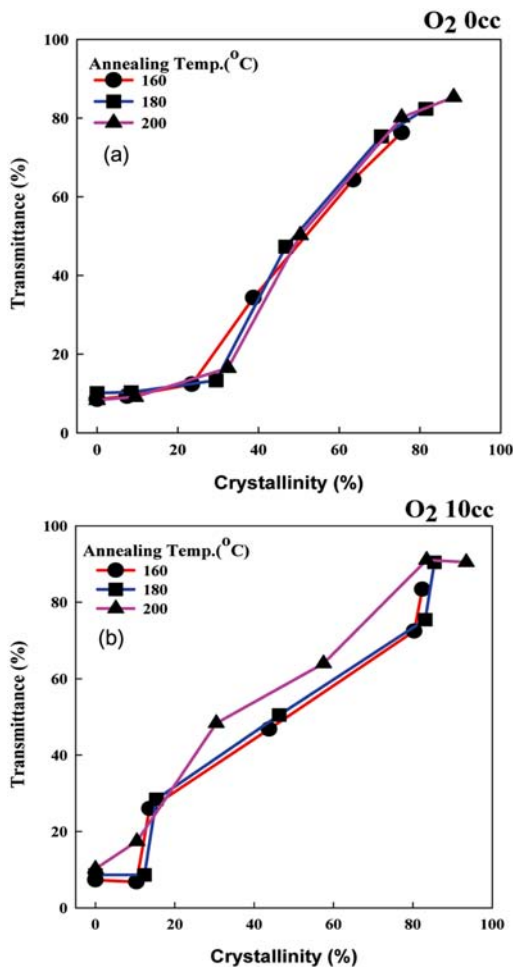 O2 0cc
Annealing Temp.(°C)
160
180
200
(a)
100
80
60
40
20
0
Transmittance (%)
0 20 40 60 80 100
Crystallinity (%)
O2 10cc
Annealing Temp.(°C)
160
180
200
(b)
100
80
60
40
20
0
Transmittance (%)
0 20 40 60 80 100
Crystallinity (%)